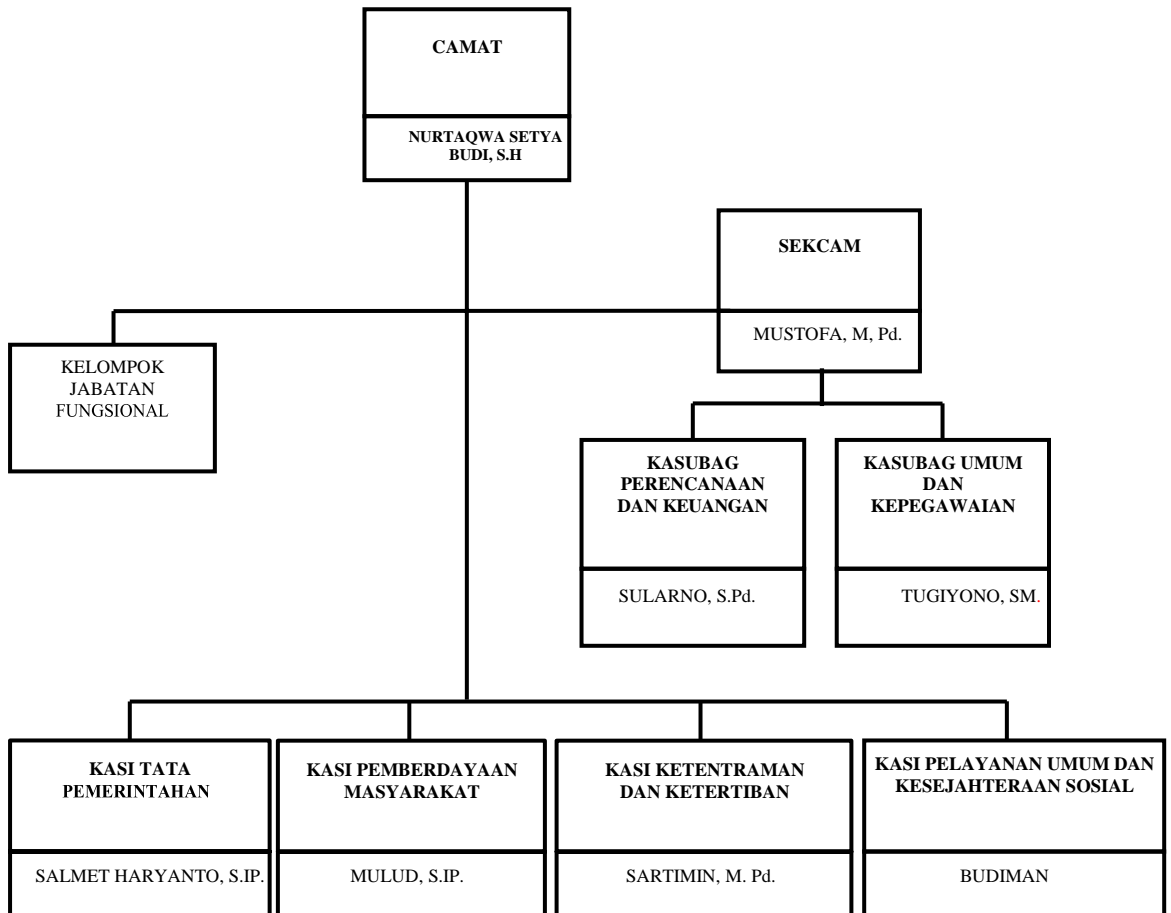 CAMAT
NURTAQWA SETYA
BUDI, S.H
SEKCAM
MUSTOFA, M, Pd.
KELOMPOK
JABATAN
FUNGSIONAL
KASUBAG
PERENCANAAN
DAN KEUANGAN
SULARNO, S.Pd.
KASUBAG UMUM
DAN
KEPEGAWAIAN
TUGIYONO, SM.
KASI TATA
PEMERINTAHAN
SALMET HARYANTO, S.IP.
KASI PEMBERDAYAAN
MASYARAKAT
MULUD, S.IP.
KASI KETENTRAMAN
DAN KETERTIBAN
SARTIMIN, M. Pd.
KASI PELAYANAN UMUM DAN
KESEJAHTERAAN SOSIAL
BUDIMAN